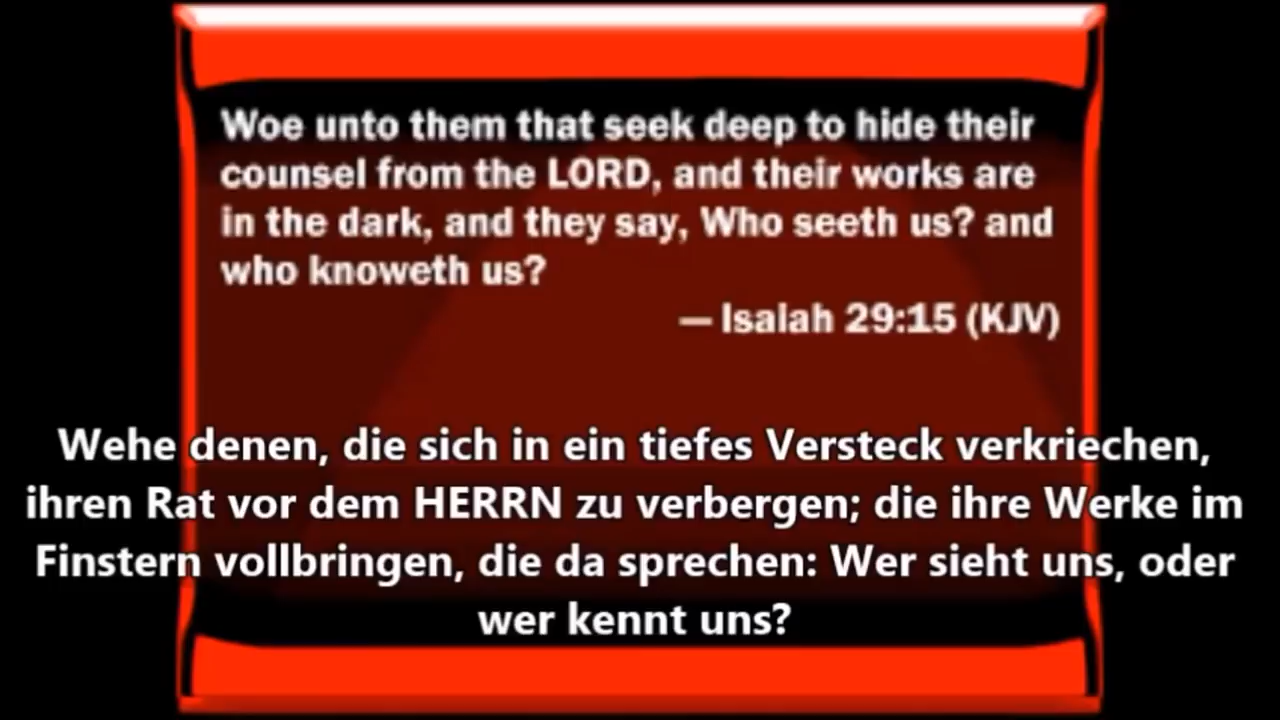 Woe unto them that seek deep to hide their
counsel from the LORD, and their works are
in the dark, and they say, Who seeth us? and
who knoweth us?
— Isaiah 29:15 (KJV)
Wehe denen, die sich in ein tiefes Versteck verkriechen,
ihren Rat vor dem HERRN zu verbergen; die ihre Werke im
Finstern vollbringen, die da sprechen: Wer sieht uns, oder
wer kennt uns?